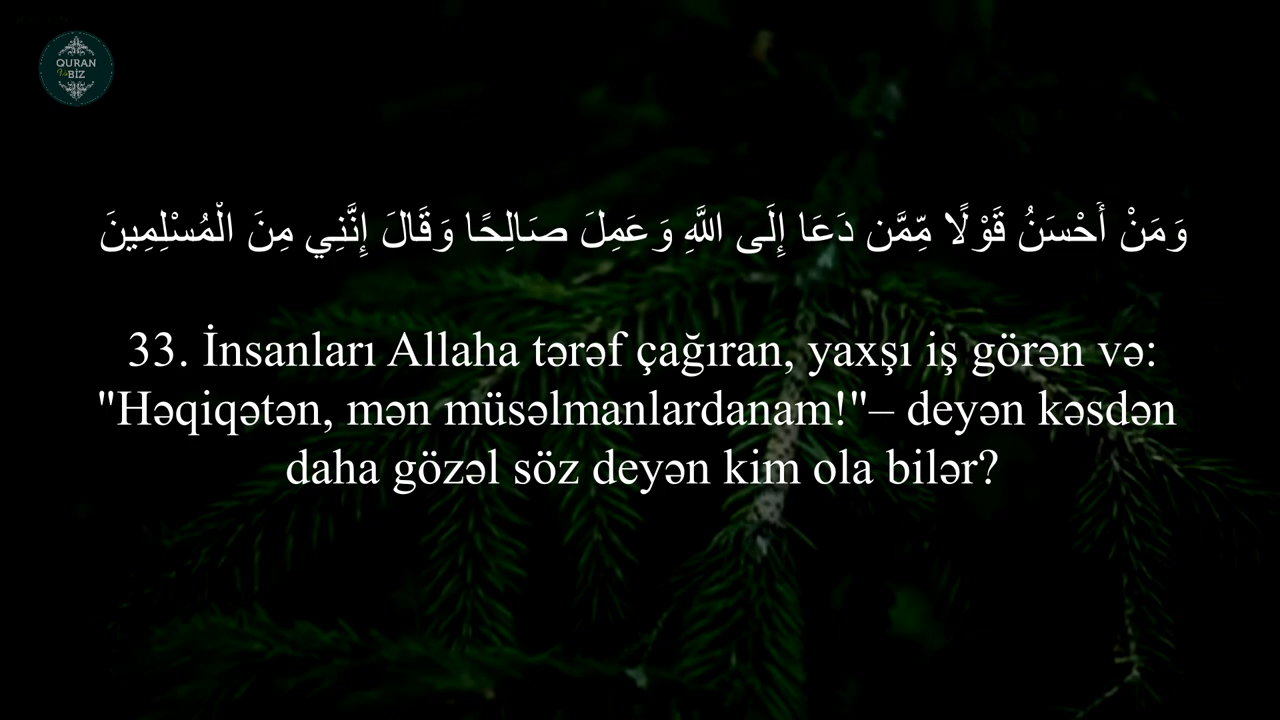 QURAN
Və BİZ
وَمَنْ أَحْسَنُ قَوْلًا مِّمَّن دَعَا إِلَى اللَّهِ وَعَمِلَ صَالِحًا وَقَالَ إِنَّنِي مِنَ الْمُسْلِمِينَ
33. İnsanları Allaha tərəf çağıran, yaxşı iş görən və:
"Həqiqətən, mən müsəlmanlardanam!"– deyən kəsdən
daha gözəl söz deyən kim ola bilər?